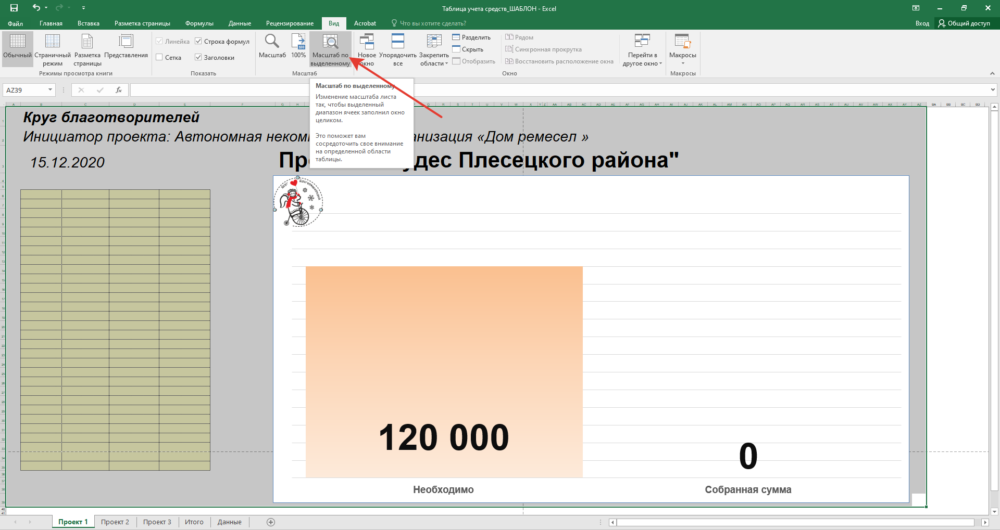 Таблица учета средств_ШАБЛОН - Excel
Файл Главная Вставка Разметка страницы Формулы Данные Рецензирование Вид Acrobat Что вы хотите сделать? Вход Общий доступ
Обычный
Страничный режим
Разметка страницы
Представления
Режимы просмотра книги
Линейка
Строка формул
Сетка
Заголовки
Показать
Масштаб
100
100%
Масштаб по выделенному
Масштаб
Новое окно
Упорядочить все
Закрепить области
Разделить
Скрыть
Отобразить
Рядом
Синхронная прокрутка
Восстановить расположение окна
Перейти в другое окно
Окно
Макросы
Макросы
AZ39
fx
Масштаб по выделенному
Изменение масштаба листа
так, чтобы выделенный
диапазон ячеек заполнил окно
целиком.
Это поможет вам
сосредоточить свое внимание
на определенной области
таблицы.
Круг благотворителей
Инициатор проекта: Автономная неком анизация «Дом ремесел »
15.12.2020
Пр удес Плесецкого района"
Круг Благотворителей
120 000
0
Необходимо
Собранная сумма
Проект 1 Проект 2 Проект 3 Итого Данные